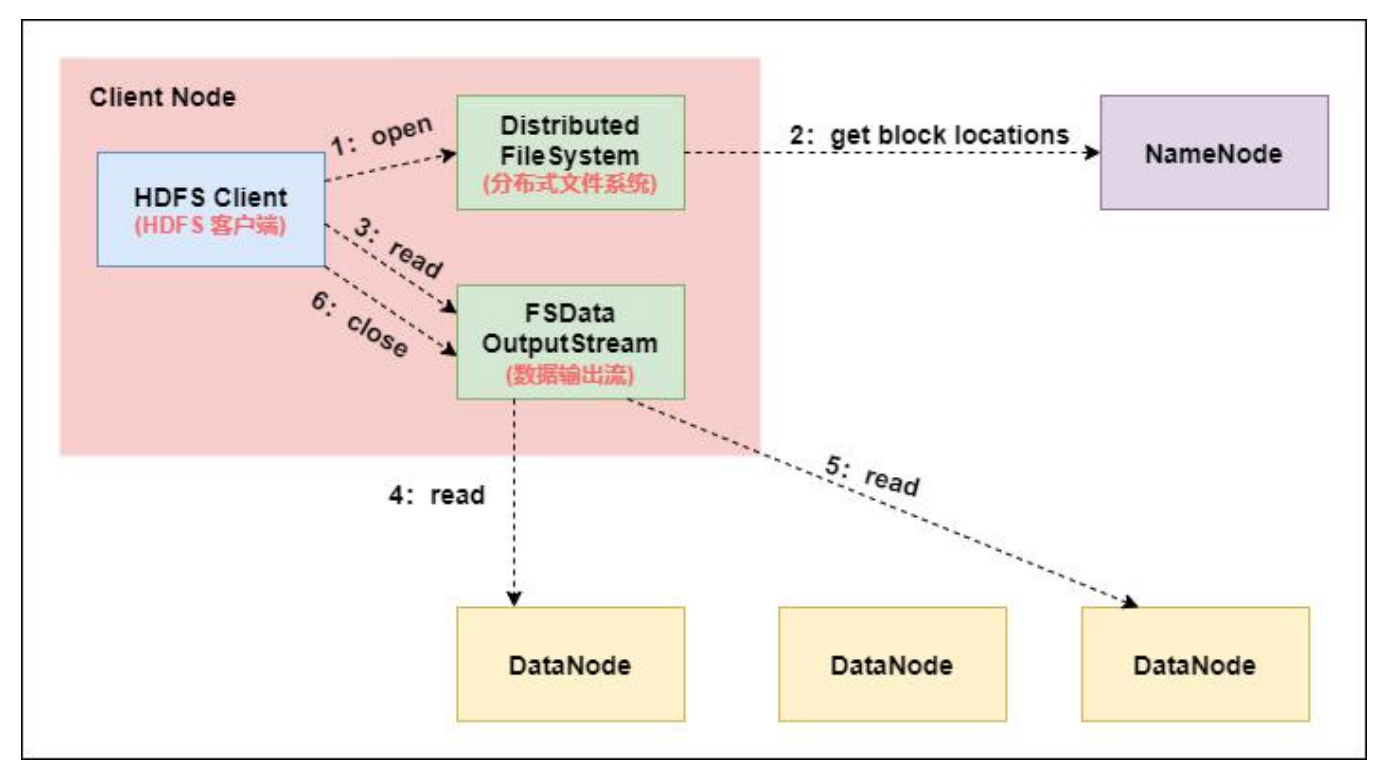 Client Node
HDFS Client
(HDFS 客户端)
1：open
Distributed
FileSystem
(分布式文件系统)
2：get block locations
NameNode
3：read
6：close
FSData
OutputStream
(数据输出流)
4：read
5：read
DataNode
DataNode
DataNode